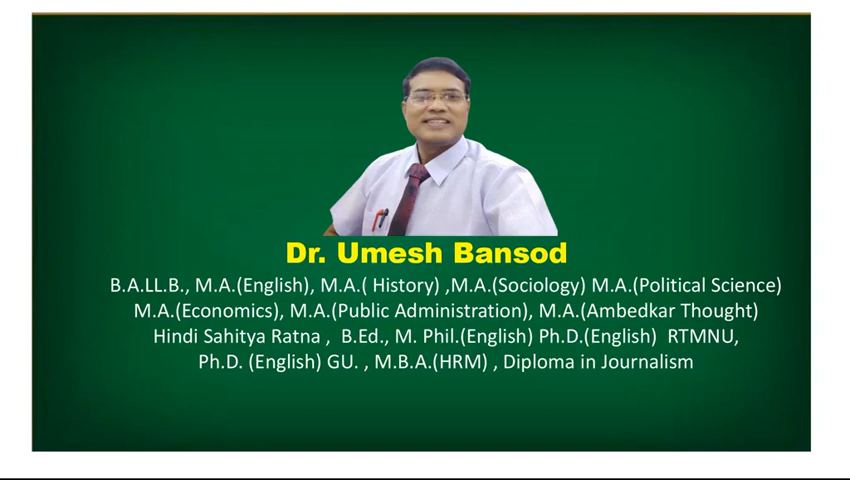 Dr. Umesh Bansod
B.A.LL.B., M.A.(English), M.A.( History) ,M.A.(Sociology) M.A.(Political Science)
M.A.(Economics), M.A.(Public Administration), M.A.(Ambedkar Thought)
Hindi Sahitya Ratna , B.Ed., M. Phil.(English) Ph.D.(English) RTMNU,
Ph.D. (English) GU. , M.B.A.(HRM) , Diploma in Journalism